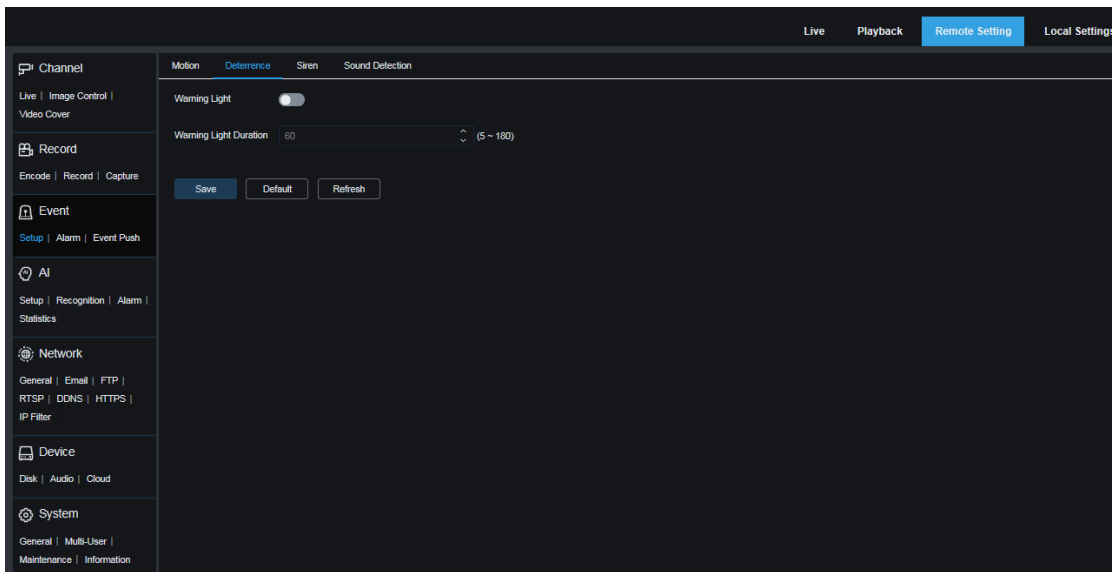 Live Playback Remote Setting Local Settings
Channel
Live | Image Control |
Video Cover
Record
Encode | Record | Capture
Event
Setup | Alarm | Event Push
AI
Setup | Recognition | Alarm |
Statistics
Network
General | Email | FTP |
RTSP | DDNS | HTTPS |
IP Filter
Device
Disk | Audio | Cloud
System
General | Multi-User |
Maintenance | Information
Motion Deterrence Siren Sound Detection
Warning Light
Warning Light Duration 60 (5 ~ 180)
Save Default Refresh